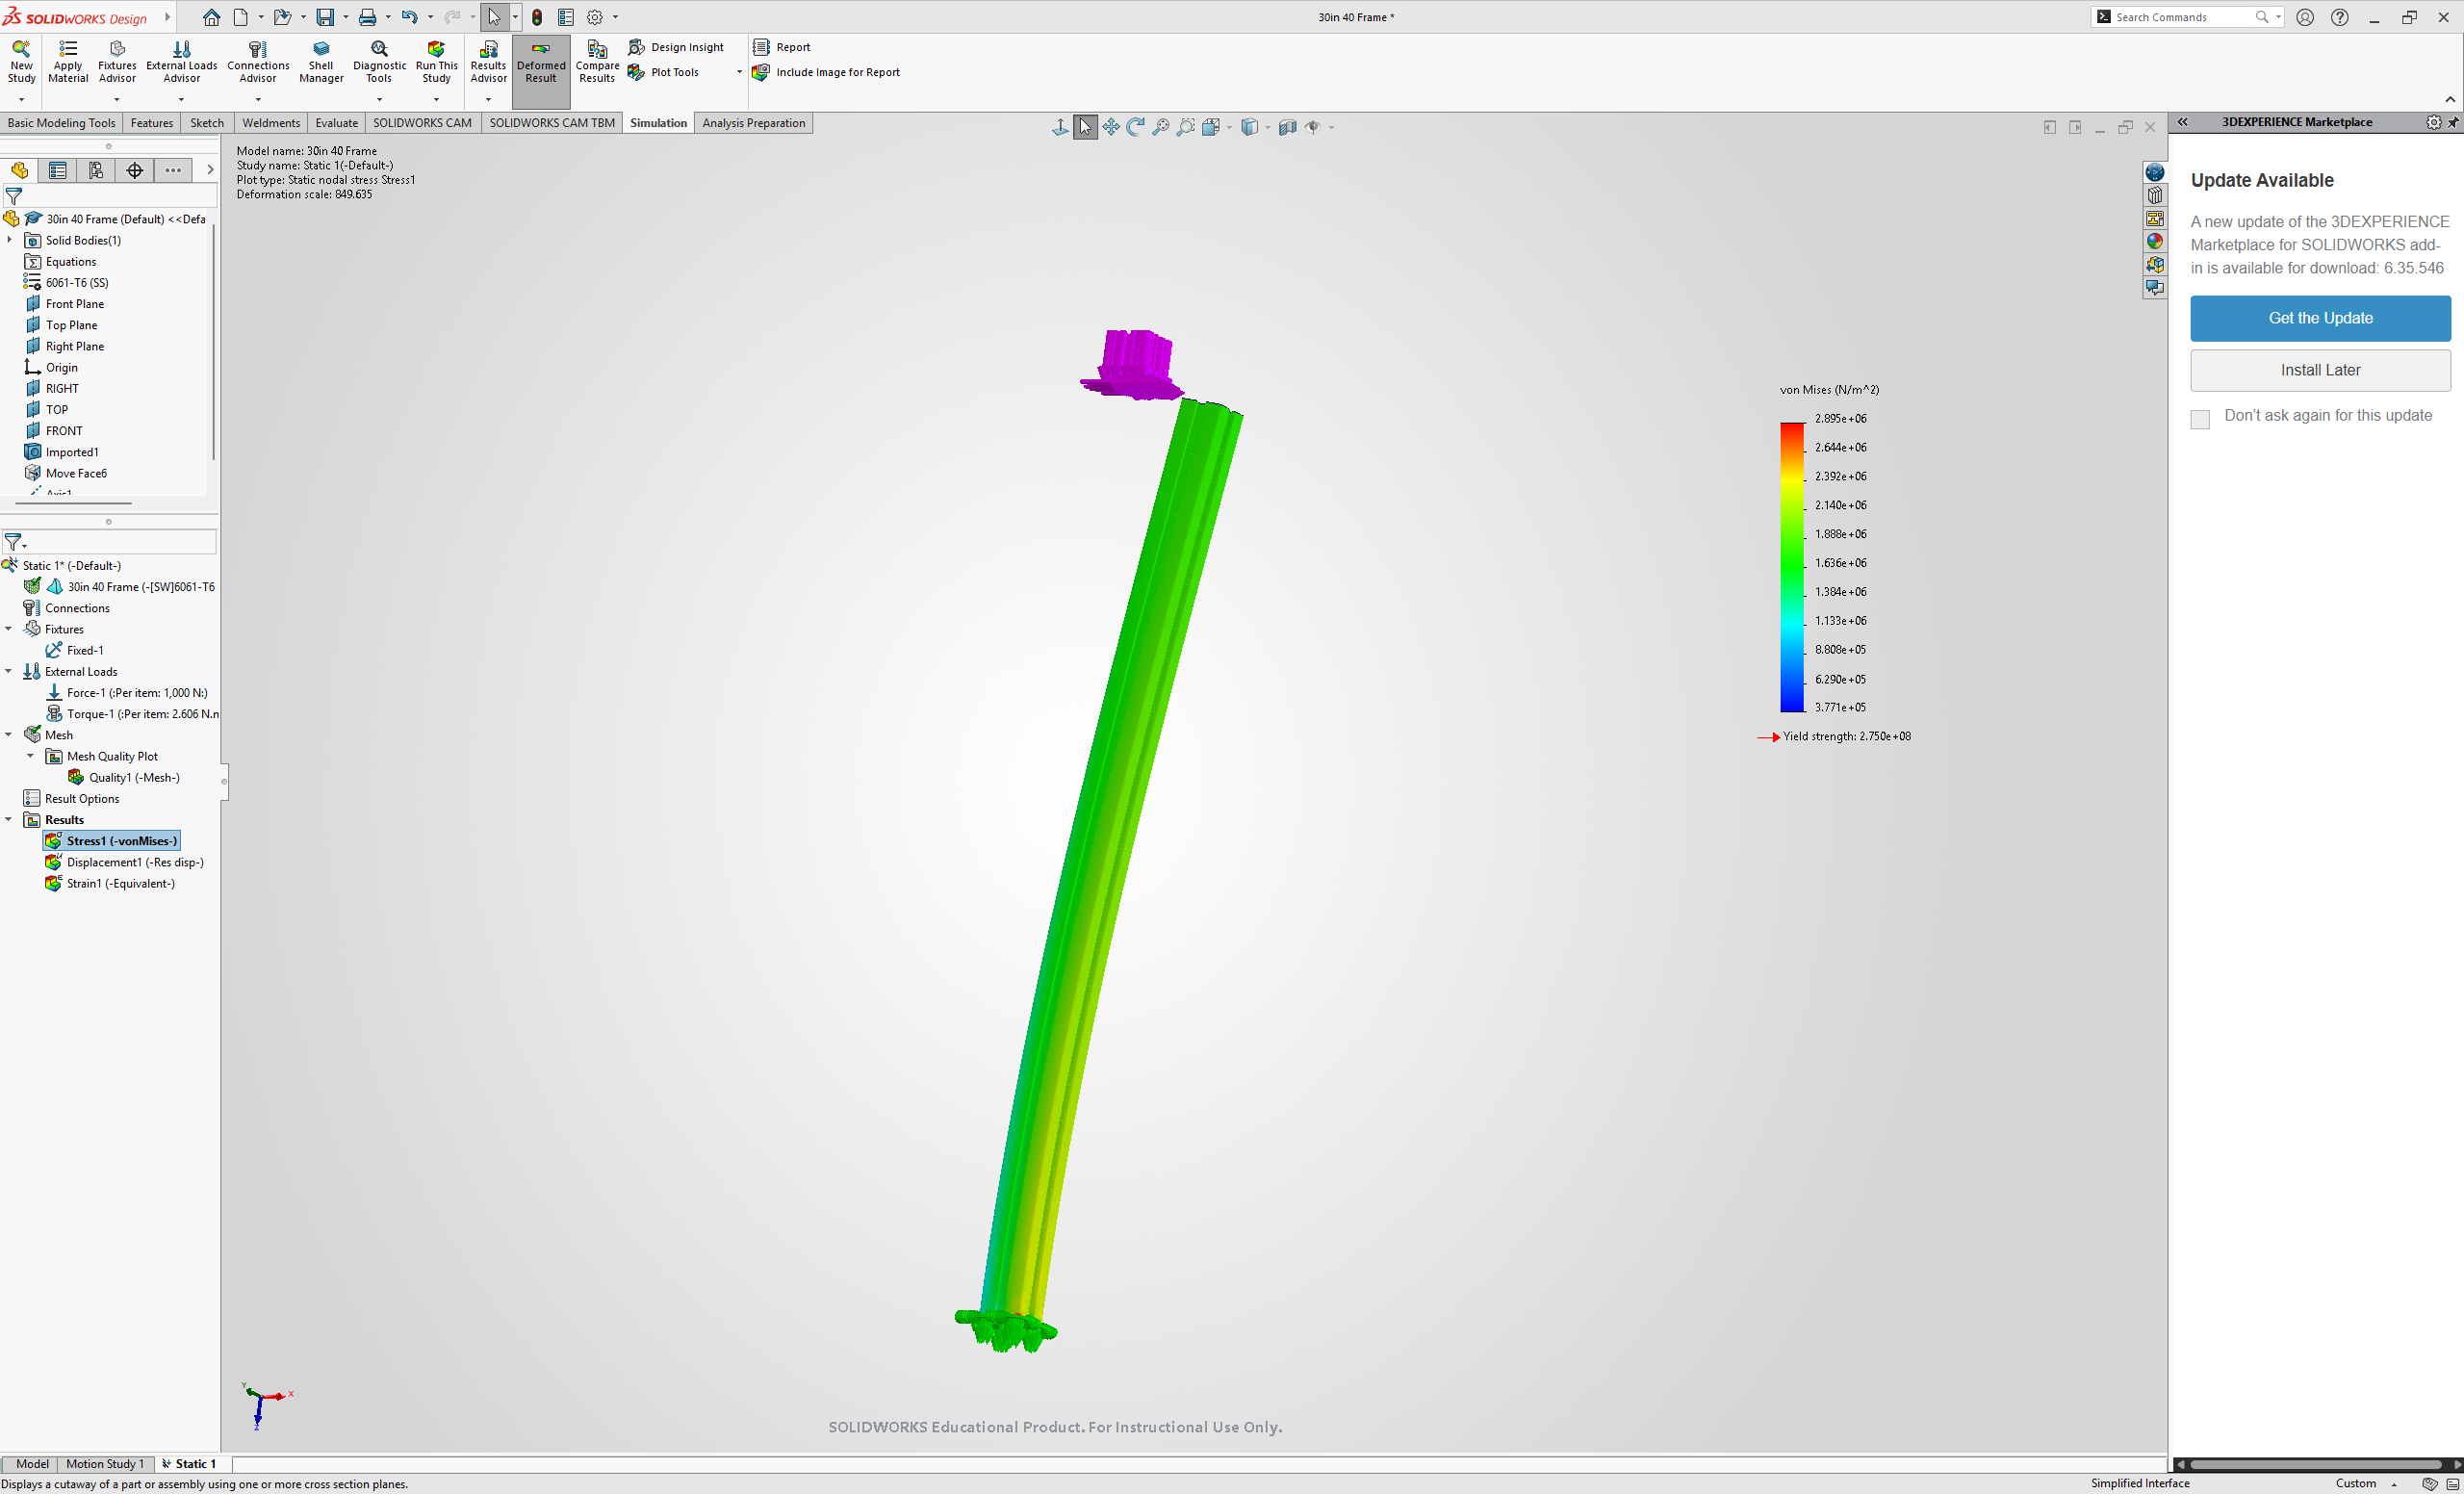 SOLIDWORKS Design
30in 40 Frame *
Search Commands
New Study
Apply Material
Fixtures Advisor
External Loads Advisor
Connections Advisor
Shell Manager
Diagnostic Tools
Run This Study
Results Advisor
Deformed Result
Compare Results
Design Insight
Plot Tools
Report
Include Image for Report
Basic Modeling Tools
Features
Sketch
Weldments
Evaluate
SOLIDWORKS CAM
SOLIDWORKS CAM TBM
Simulation
Analysis Preparation
30in 40 Frame (Default) <<Defa
Solid Bodies(1)
Equations
6061-T6 (SS)
Front Plane
Top Plane
Right Plane
Origin
RIGHT
TOP
FRONT
Imported1
Move Face6
Axis1
Static 1* (-Default-)
30in 40 Frame (-[SW]6061-T6
Connections
Fixtures
Fixed-1
External Loads
Force-1 (:Per item: 1,000 N:)
Torque-1 (:Per item: 2.606 N.n
Mesh
Mesh Quality Plot
Quality1 (-Mesh-)
Result Options
Results
Stress1 (-vonMises-)
Displacement1 (-Res disp-)
Strain1 (-Equivalent-)
Model name: 30in 40 Frame
Study name: Static 1(-Default-)
Plot type: Static nodal stress Stress1
Deformation scale: 849.635
von Mises (N/m^2)
2.895e+06
2.644e+06
2.392e+06
2.140e+06
1.888e+06
1.636e+06
1.384e+06
1.133e+06
8.808e+05
6.290e+05
3.771e+05
Yield strength: 2.750e+08
Y
X
Z
SOLIDWORKS Educational Product. For Instructional Use Only.
3DEXPERIENCE Marketplace
Update Available
A new update of the 3DEXPERIENCE
Marketplace for SOLIDWORKS add-
in is available for download: 6.35.546
Get the Update
Install Later
Don't ask again for this update
Model
Motion Study 1
Static 1
Displays a cutaway of a part or assembly using one or more cross section planes.
Simplified Interface
Custom